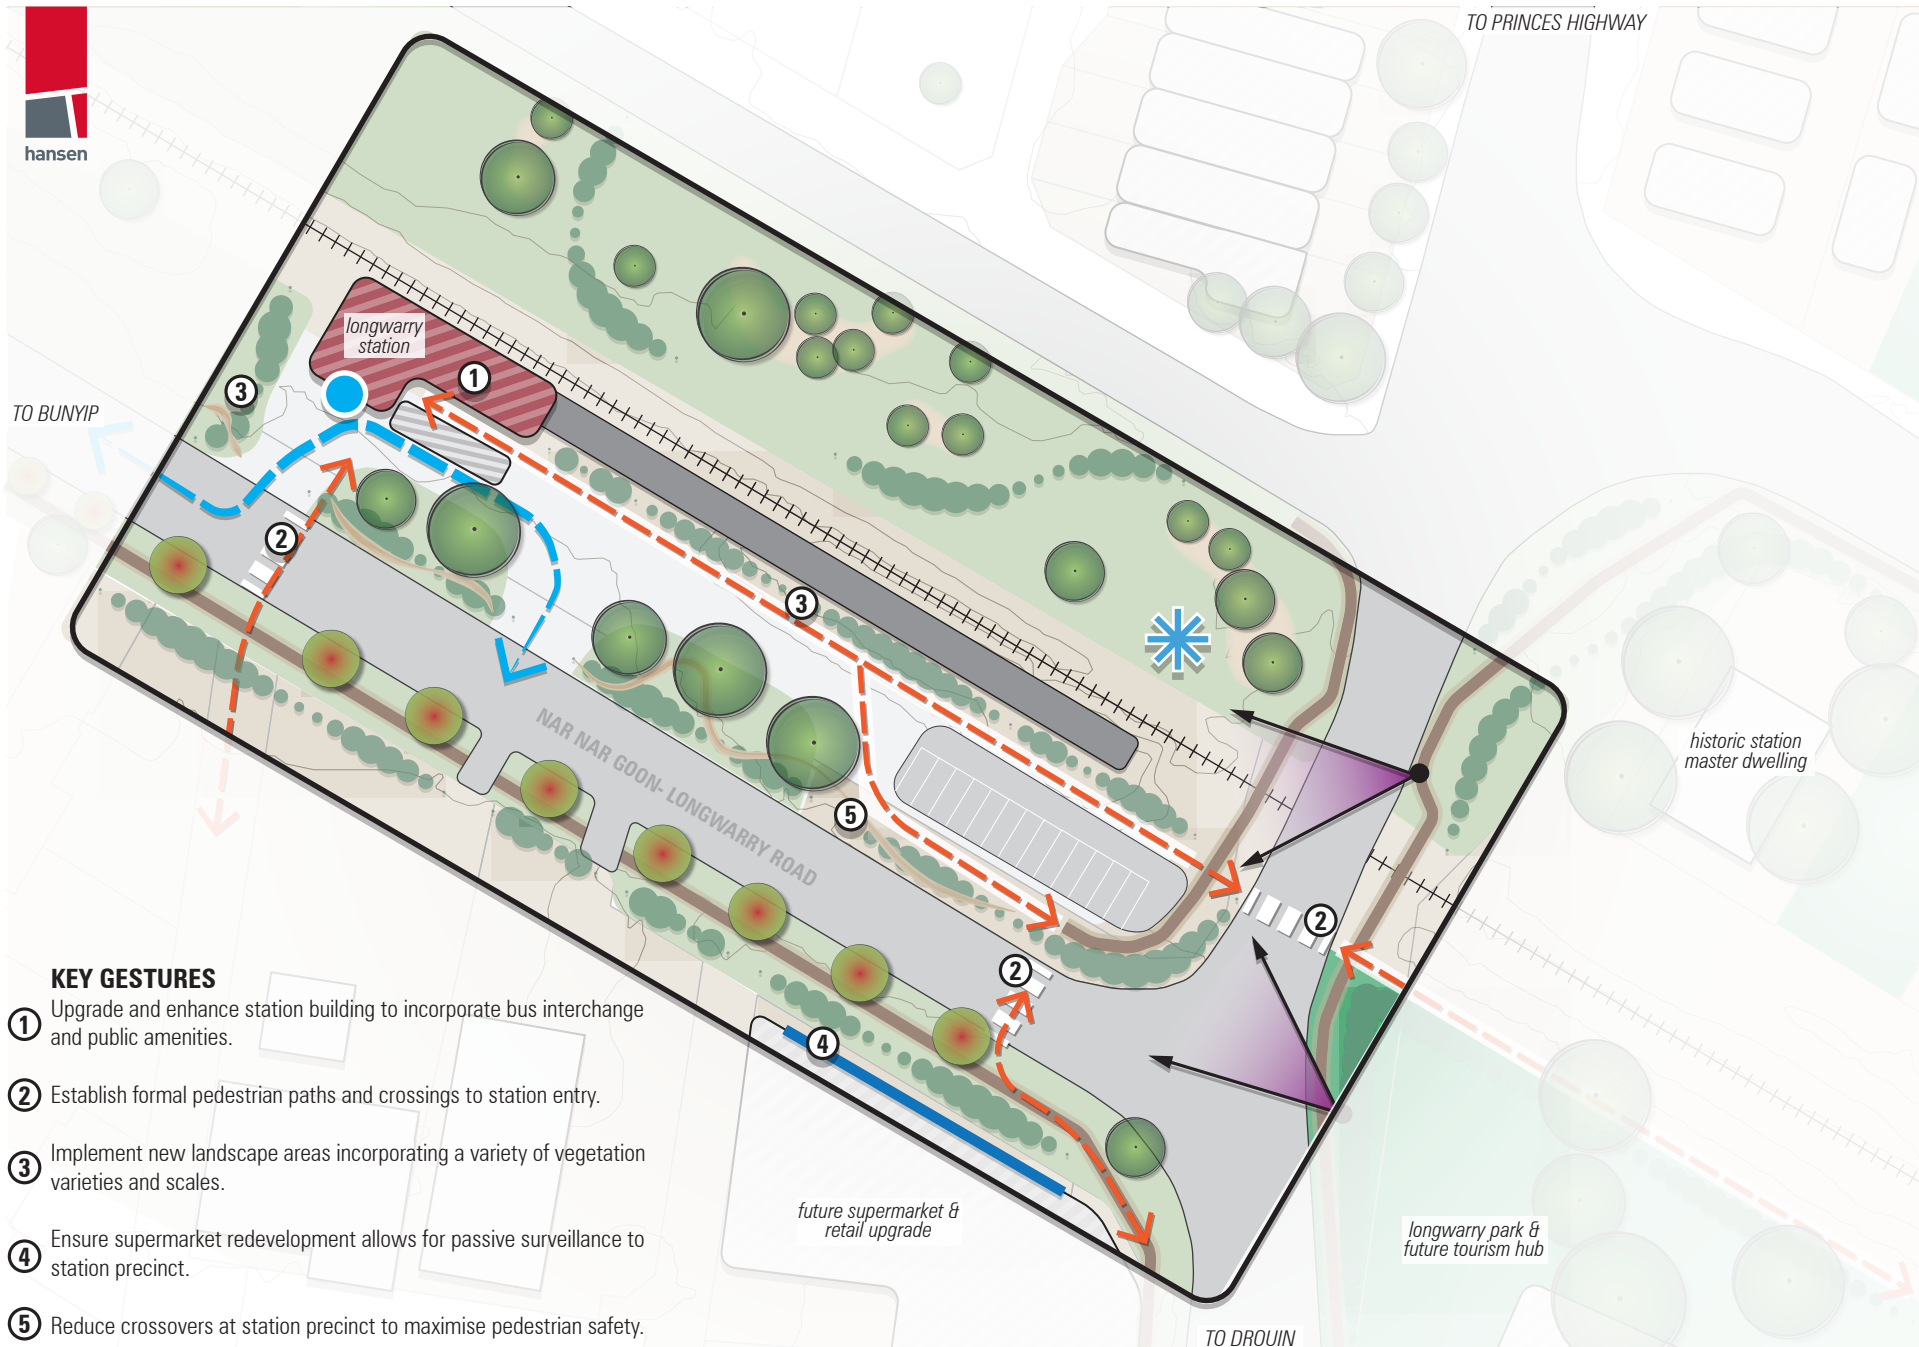 TO PRINCES HIGHWAY
hansen
longwarry
station
1
3
TO BUNYIP
2
3
NAR NAR GOON- LONGWARRY ROAD
historic station
master dwelling
5
2
2
4
future supermarket &
retail upgrade
longwarry park &
future tourism hub
TO DROUIN
KEY GESTURES
1 Upgrade and enhance station building to incorporate bus interchange
and public amenities.
2 Establish formal pedestrian paths and crossings to station entry.
3 Implement new landscape areas incorporating a variety of vegetation
varieties and scales.
4 Ensure supermarket redevelopment allows for passive surveillance to
station precinct.
5 Reduce crossovers at station precinct to maximise pedestrian safety.